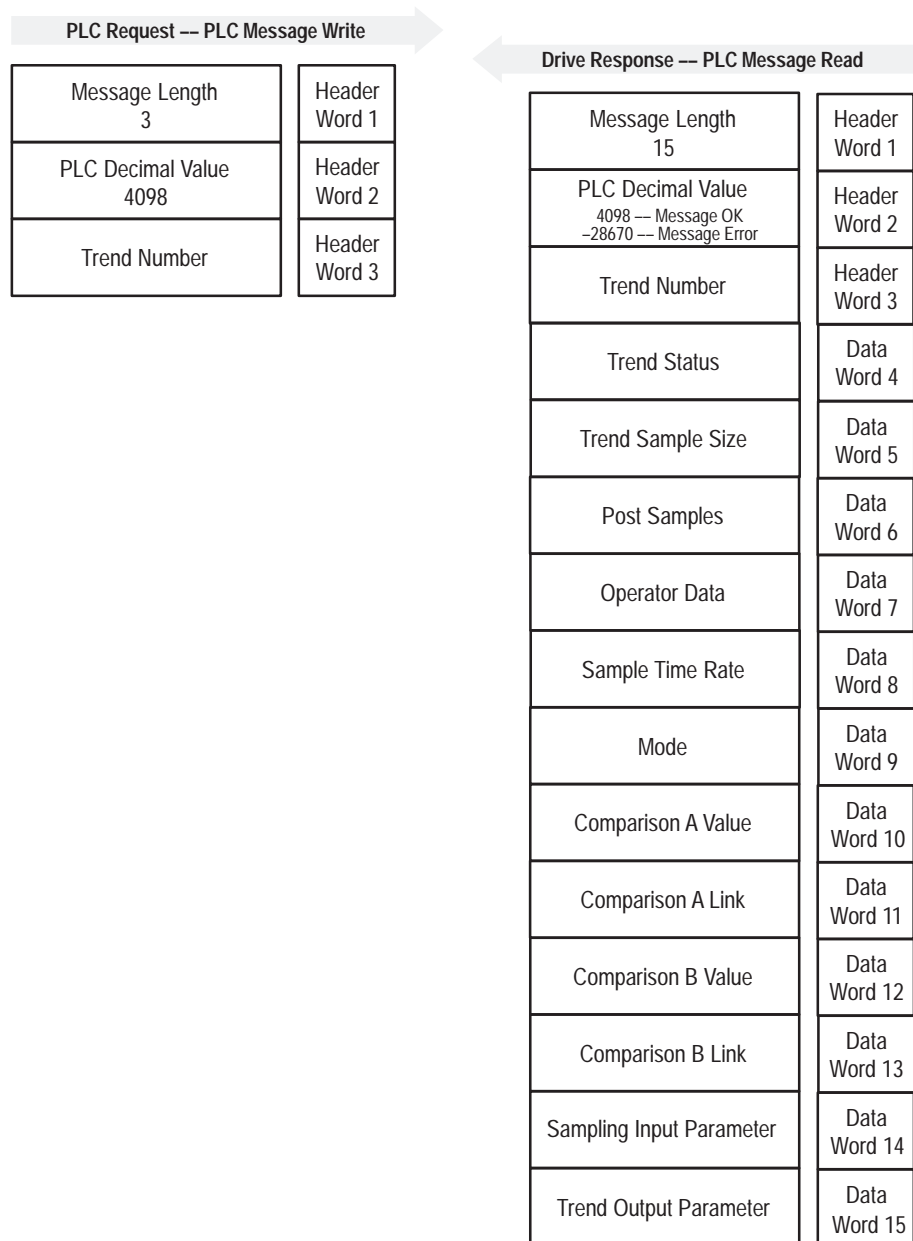 PLC Request –– PLC Message Write
Message Length
3
Header
Word 1
PLC Decimal Value
4098
Header
Word 2
Trend Number
Header
Word 3
Drive Response –– PLC Message Read
Message Length
15
Header
Word 1
PLC Decimal Value
4098 –– Message OK
–28670 –– Message Error
Header
Word 2
Trend Number
Header
Word 3
Trend Status
Data
Word 4
Trend Sample Size
Data
Word 5
Post Samples
Data
Word 6
Operator Data
Data
Word 7
Sample Time Rate
Data
Word 8
Mode
Data
Word 9
Comparison A Value
Data
Word 10
Comparison A Link
Data
Word 11
Comparison B Value
Data
Word 12
Comparison B Link
Data
Word 13
Sampling Input Parameter
Data
Word 14
Trend Output Parameter
Data
Word 15